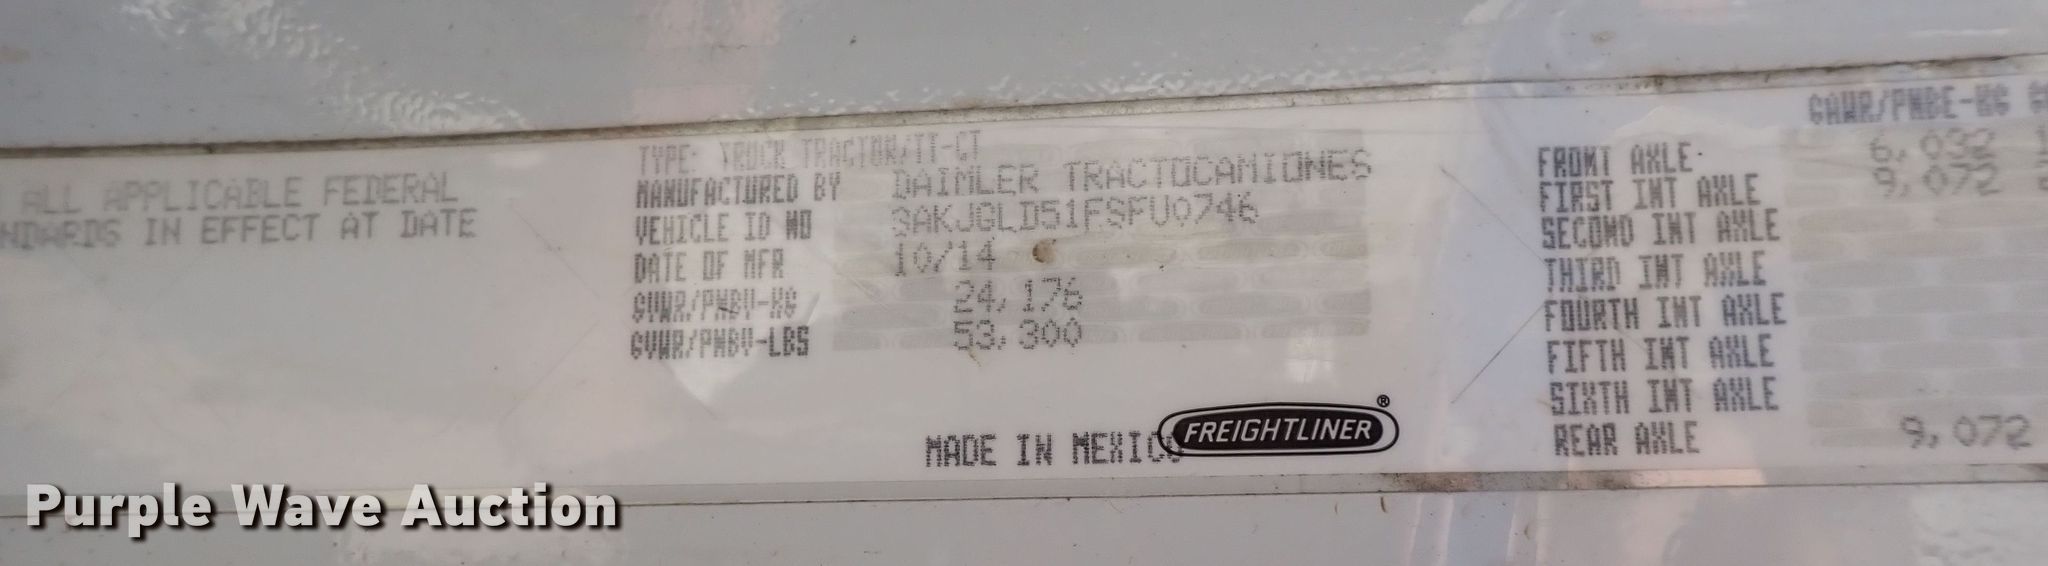 ALL APPLICABLE FEDERAL
IN EFFECT AT DATE
TYPE: TRUCK TRACTOR/TT-CT
MANUFACTURED BY DAIMLER TRACTOCAMIONES
VEHICLE ID NO 3AKJGLD51FSFU0746
DATE OF MFR 10/14
GVWR/PNBV-KG 24,176
GVWR/PNBV-LBS 53,300
MADE IN MEXICO
FREIGHTLINER®
GAWR/PNBE-KG
FRONT AXLE 6,032
FIRST INT AXLE 9,072
SECOND INT AXLE
THIRD INT AXLE
FOURTH INT AXLE
FIFTH INT AXLE
SIXTH INT AXLE
REAR AXLE 9,072
Purple Wave Auction